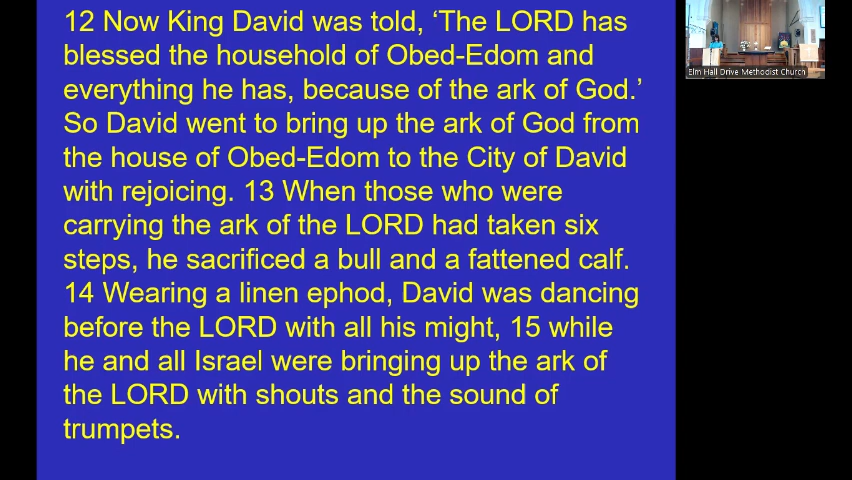 12 Now King David was told, ‘The LORD has
blessed the household of Obed-Edom and
everything he has, because of the ark of God.’
So David went to bring up the ark of God from
the house of Obed-Edom to the City of David
with rejoicing. 13 When those who were
carrying the ark of the LORD had taken six
steps, he sacrificed a bull and a fattened calf.
14 Wearing a linen ephod, David was dancing
before the LORD with all his might, 15 while
he and all Israel were bringing up the ark of
the LORD with shouts and the sound of
trumpets.
Elm Hall Drive Methodist Church